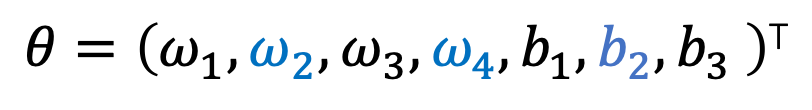 θ = (ω₁, ω₂, ω₃, ω₄, b₁, b₂, b₃ )ᵀ